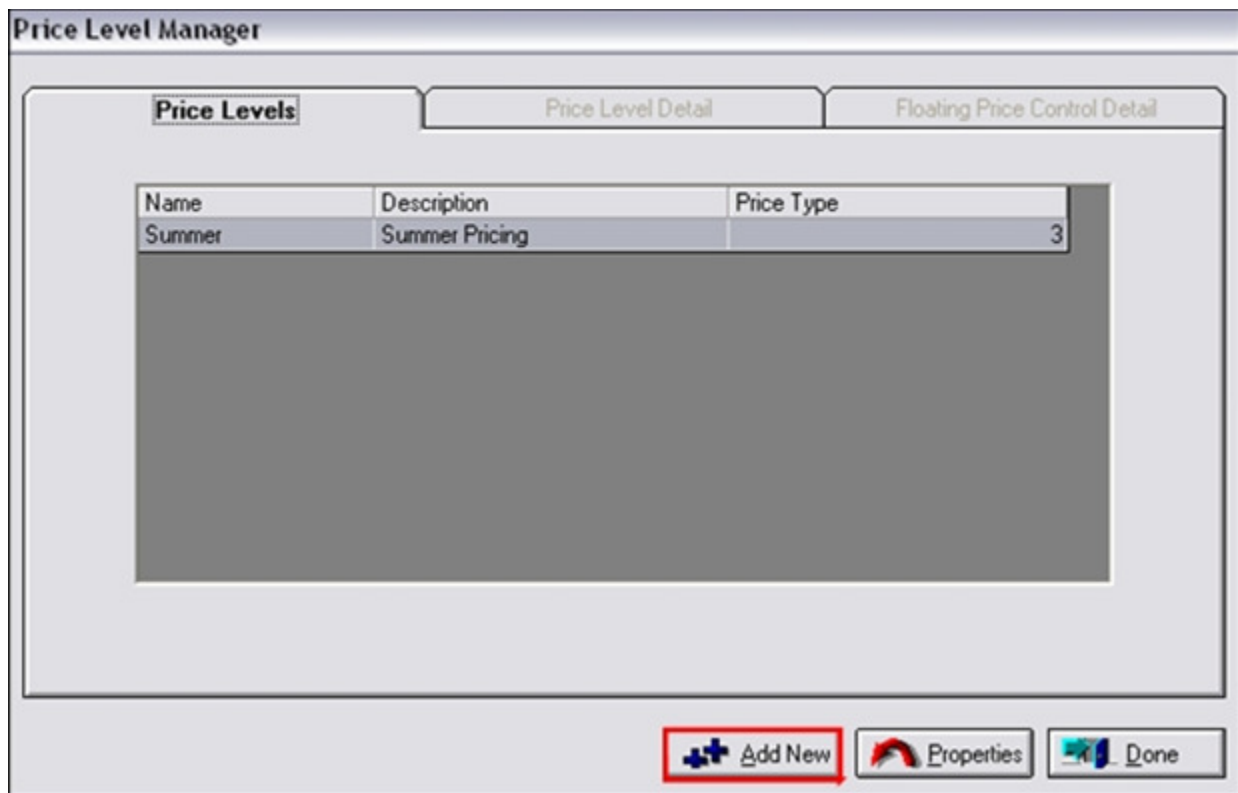 Price Level Manager
Price Levels Price Level Detail Floating Price Control Detail
Name Description Price Type
Summer Summer Pricing 3
Add New Properties Done